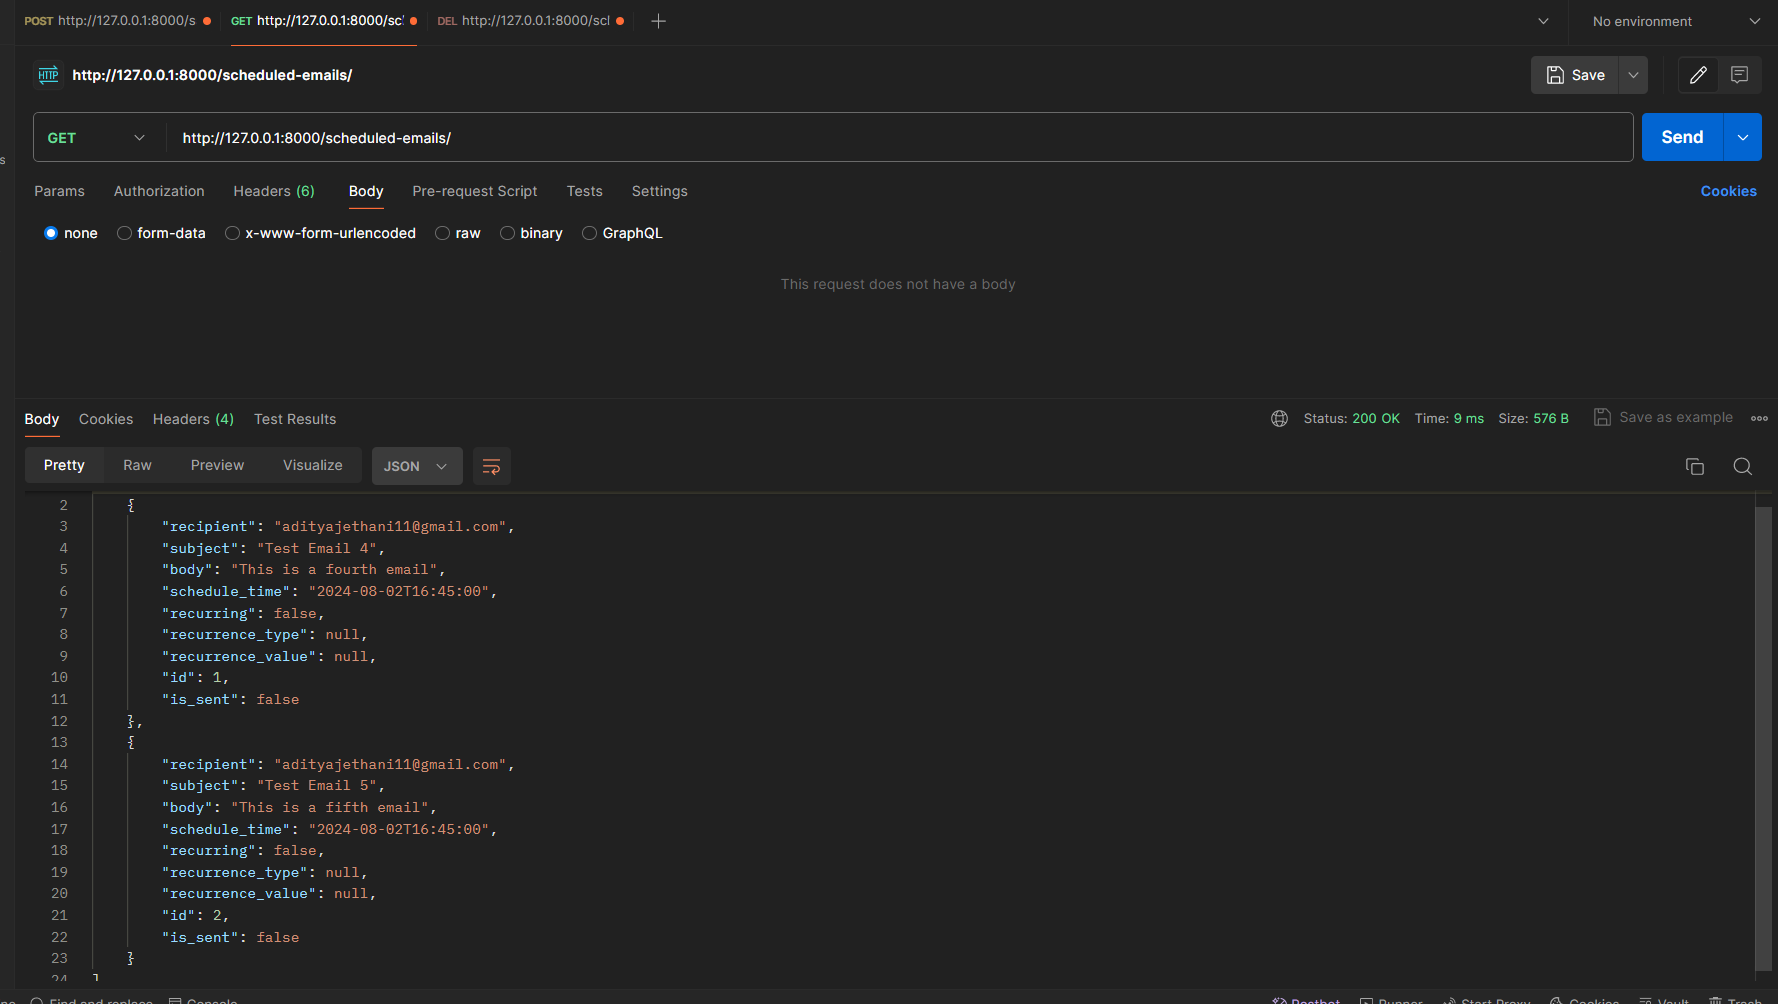 POST http://127.0.0.1:8000/s GET http://127.0.0.1:8000/sc DEL http://127.0.0.1:8000/scl No environment
HTTP http://127.0.0.1:8000/scheduled-emails/ Save
GET http://127.0.0.1:8000/scheduled-emails/ Send
s
Params Authorization Headers (6) Body Pre-request Script Tests Settings Cookies
none form-data x-www-form-urlencoded raw binary GraphQL
This request does not have a body
Body Cookies Headers (4) Test Results Status: 200 OK Time: 9 ms Size: 576 B Save as example
Pretty Raw Preview Visualize JSON
2 {
3 "recipient": "adityajethani11@gmail.com",
4 "subject": "Test Email 4",
5 "body": "This is a fourth email",
6 "schedule_time": "2024-08-02T16:45:00",
7 "recurring": false,
8 "recurrence_type": null,
9 "recurrence_value": null,
10 "id": 1,
11 "is_sent": false
12 },
13 {
14 "recipient": "adityajethani11@gmail.com",
15 "subject": "Test Email 5",
16 "body": "This is a fifth email",
17 "schedule_time": "2024-08-02T16:45:00",
18 "recurring": false,
19 "recurrence_type": null,
20 "recurrence_value": null,
21 "id": 2,
22 "is_sent": false
23 }
24 ]
Find and replace Console Postbot Runner Start Proxy Cookies Vault Trash